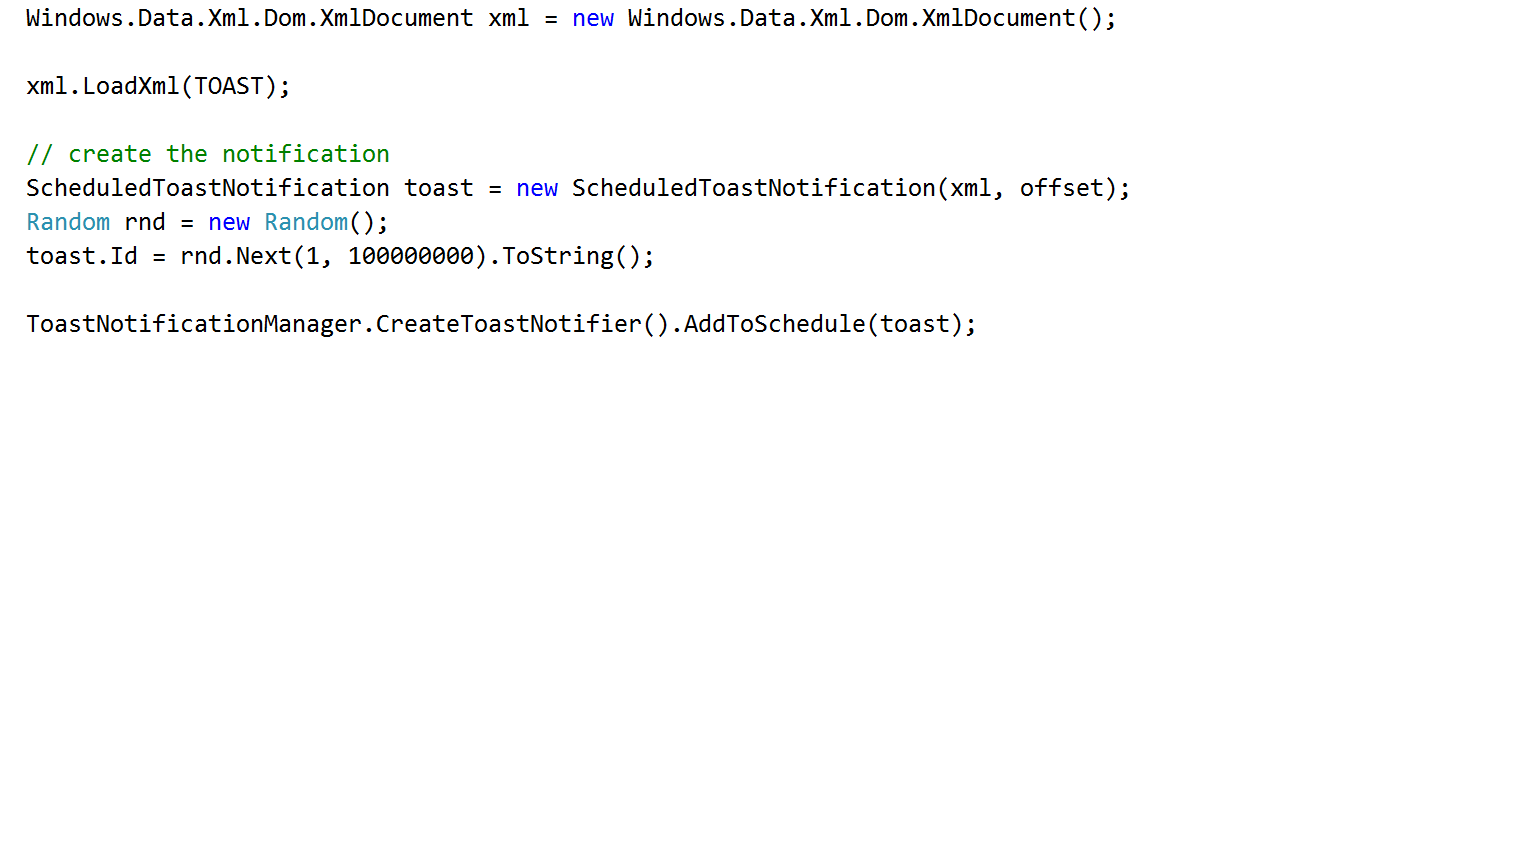 Windows.Data.Xml.Dom.XmlDocument xml = new Windows.Data.Xml.Dom.XmlDocument();
xml.LoadXml(TOAST);
// create the notification
ScheduledToastNotification toast = new ScheduledToastNotification(xml, offset);
Random rnd = new Random();
toast.Id = rnd.Next(1, 100000000).ToString();
ToastNotificationManager.CreateToastNotifier().AddToSchedule(toast);